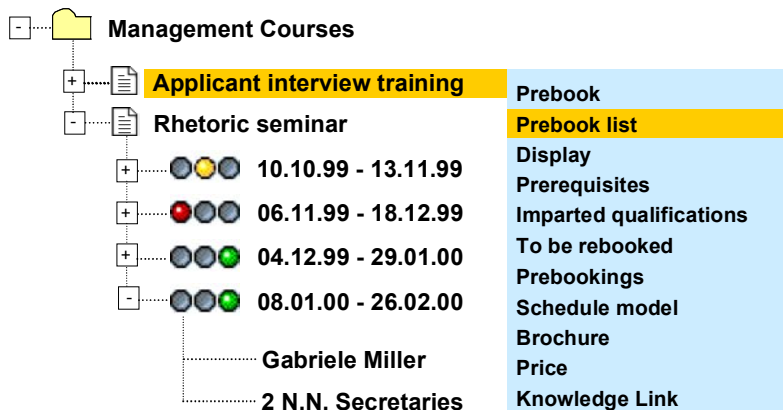 Management Courses
Applicant interview training
Rhetoric seminar
10.10.99 - 13.11.99
06.11.99 - 18.12.99
04.12.99 - 29.01.00
08.01.00 - 26.02.00
Gabriele Miller
2 N.N. Secretaries
Prebook
Prebook list
Display
Prerequisites
Imparted qualifications
To be rebooked
Prebookings
Schedule model
Brochure
Price
Knowledge Link